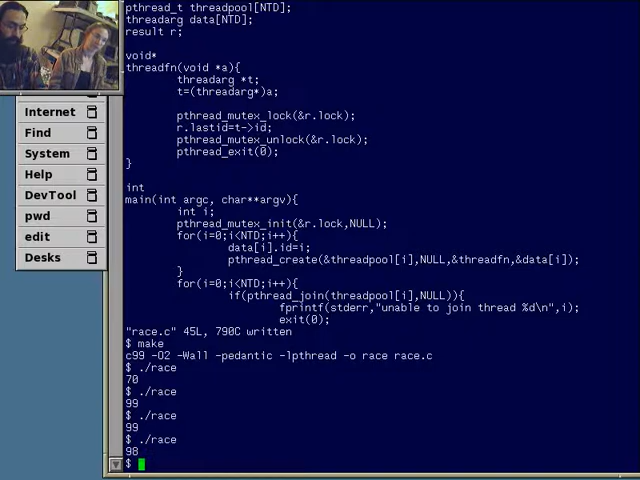 pthread_t threadpool[NTD];
threadarg data[NTD];
result r;
void*
threadfn(void *a){
threadarg *t;
t=(threadarg*)a;
pthread_mutex_lock(&r.lock);
r.lastid=t->id;
pthread_mutex_unlock(&r.lock);
pthread_exit(0);
}
int
main(int argc, char**argv){
int i;
pthread_mutex_init(&r.lock,NULL);
for(i=0;i<NTD;i++){
data[i].id=i;
pthread_create(&threadpool[i],NULL,&threadfn,&data[i]);
}
for(i=0;i<NTD;i++){
if(pthread_join(threadpool[i],NULL)){
fprintf(stderr,"unable to join thread %d\n",i);
exit(0);
"race.c" 45L, 790C written
$ make
c99 -O2 -Wall -pedantic -lpthread -o race race.c
$ ./race
70
$ ./race
99
$ ./race
99
$ ./race
98
$
Internet
Find
System
Help
DevTool
pwd
edit
Desks